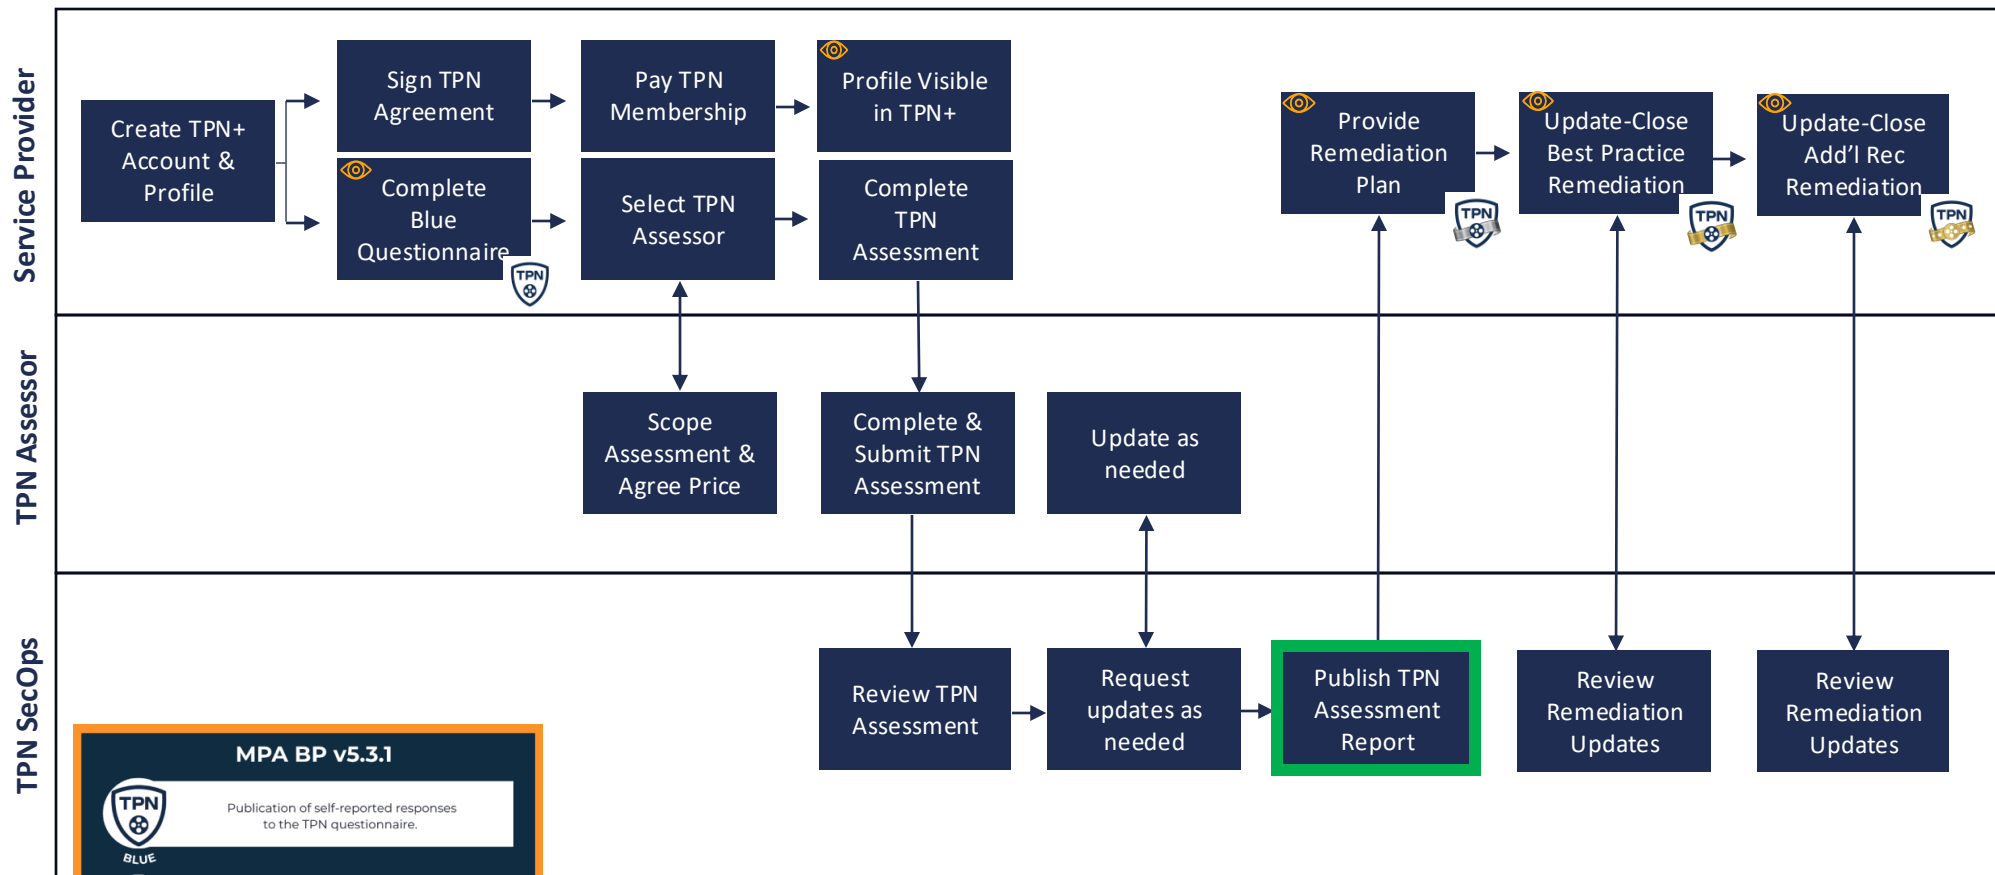 Service Provider
Create TPN+
Account &
Profile
Sign TPN
Agreement
Pay TPN
Membership
Profile Visible
in TPN+
Complete
Blue
Questionnaire
TPN
Select TPN
Assessor
Complete
TPN
Assessment
Provide
Remediation
Plan
TPN
Update-Close
Best Practice
Remediation
TPN
Update-Close
Add’l Rec
Remediation
TPN
TPN Assessor
Scope
Assessment &
Agree Price
Complete &
Submit TPN
Assessment
Update as
needed
TPN SecOps
Review TPN
Assessment
Request
updates as
needed
Publish TPN
Assessment
Report
Review
Remediation
Updates
Review
Remediation
Updates
MPA BP v5.3.1
TPN
BLUE
Publication of self-reported responses
to the TPN questionnaire.